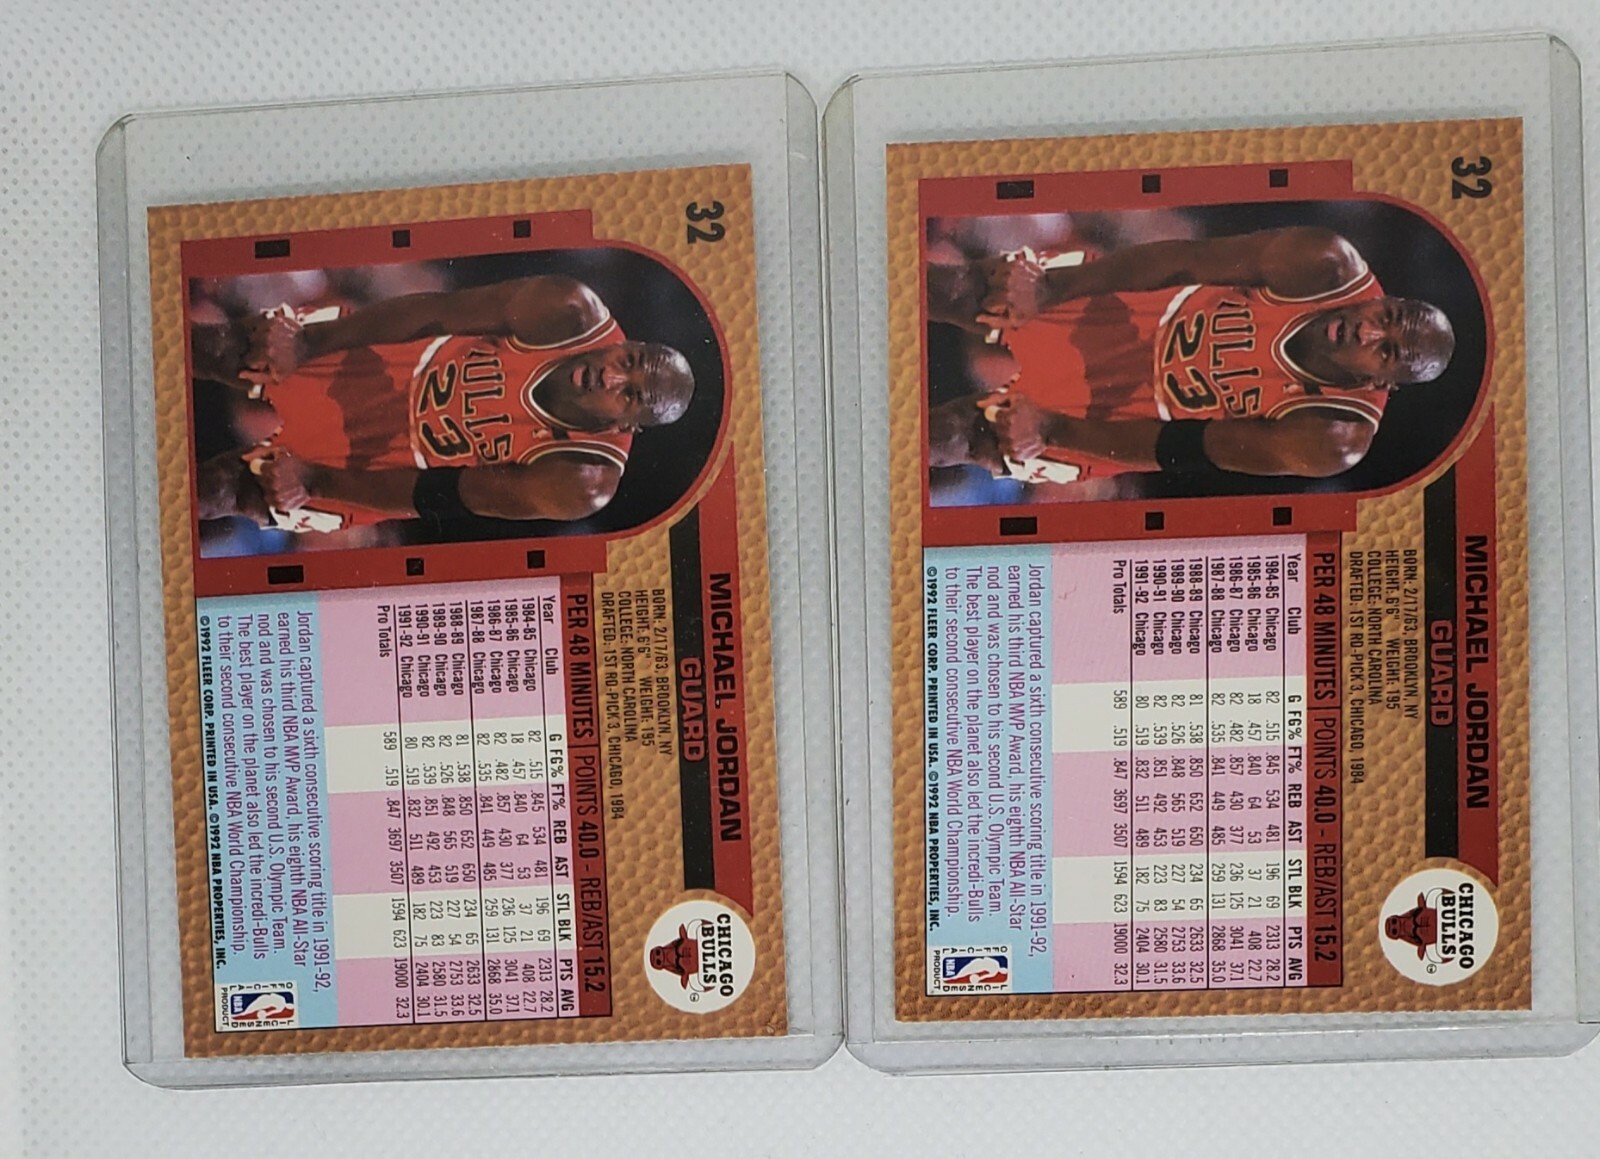 32
MICHAEL JORDAN
GUARD
BORN: 2/17/63, BROOKLYN, NY
HEIGHT: 6'6" WEIGHT: 195
COLLEGE: NORTH CAROLINA
DRAFTED: 1ST RD-PICK 3, CHICAGO, 1984
CHICAGO
BULLS
ULLS
23
PER 48 MINUTES | POINTS 40.0 - REB/AST 15.2
Year Club G FG% FT% REB AST STL BLK PTS AVG
1984-85 Chicago 82 .515 .845 534 481 196 69 2313 28.2
1985-86 Chicago 18 .457 .840 64 53 37 21 408 22.7
1986-87 Chicago 82 .482 .857 430 377 236 125 3041 37.1
1987-88 Chicago 82 .535 .841 449 485 259 131 2868 35.0
1988-89 Chicago 81 .538 .850 652 650 234 65 2633 32.5
1989-90 Chicago 82 .526 .848 565 519 227 54 2753 33.6
1990-91 Chicago 82 .539 .851 492 453 223 83 2580 31.5
1991-92 Chicago 80 .519 .832 511 489 182 75 2404 30.1
Pro Totals 589 .519 .847 3697 3507 1594 623 19000 32.3
Jordan captured a sixth consecutive scoring title in 1991-92,
earned his third NBA MVP Award, his eighth NBA All-Star
nod and was chosen to his second U.S. Olympic Team.
The best player on the planet also led the incredi-Bulls
to their second consecutive NBA World Championship.
©1992 FLEER CORP. PRINTED IN USA. ©1992 NBA PROPERTIES, INC.
OFFICIAL
LICENSED
NBA
PRODUCT
32
MICHAEL JORDAN
GUARD
BORN: 2/17/63, BROOKLYN, NY
HEIGHT: 6'6" WEIGHT: 195
COLLEGE: NORTH CAROLINA
DRAFTED: 1ST RD-PICK 3, CHICAGO, 1984
CHICAGO
BULLS
ULLS
23
PER 48 MINUTES | POINTS 40.0 - REB/AST 15.2
Year Club G FG% FT% REB AST STL BLK PTS AVG
1984-85 Chicago 82 .515 .845 534 481 196 69 2313 28.2
1985-86 Chicago 18 .457 .840 64 53 37 21 408 22.7
1986-87 Chicago 82 .482 .857 430 377 236 125 3041 37.1
1987-88 Chicago 82 .535 .841 449 485 259 131 2868 35.0
1988-89 Chicago 81 .538 .850 652 650 234 65 2633 32.5
1989-90 Chicago 82 .526 .848 565 519 227 54 2753 33.6
1990-91 Chicago 82 .539 .851 492 453 223 83 2580 31.5
1991-92 Chicago 80 .519 .832 511 489 182 75 2404 30.1
Pro Totals 589 .519 .847 3697 3507 1594 623 19000 32.3
Jordan captured a sixth consecutive scoring title in 1991-92,
earned his third NBA MVP Award, his eighth NBA All-Star
nod and was chosen to his second U.S. Olympic Team.
The best player on the planet also led the incredi-Bulls
to their second consecutive NBA World Championship.
©1992 FLEER CORP. PRINTED IN USA. ©1992 NBA PROPERTIES, INC.
OFFICIAL
LICENSED
NBA
PRODUCT